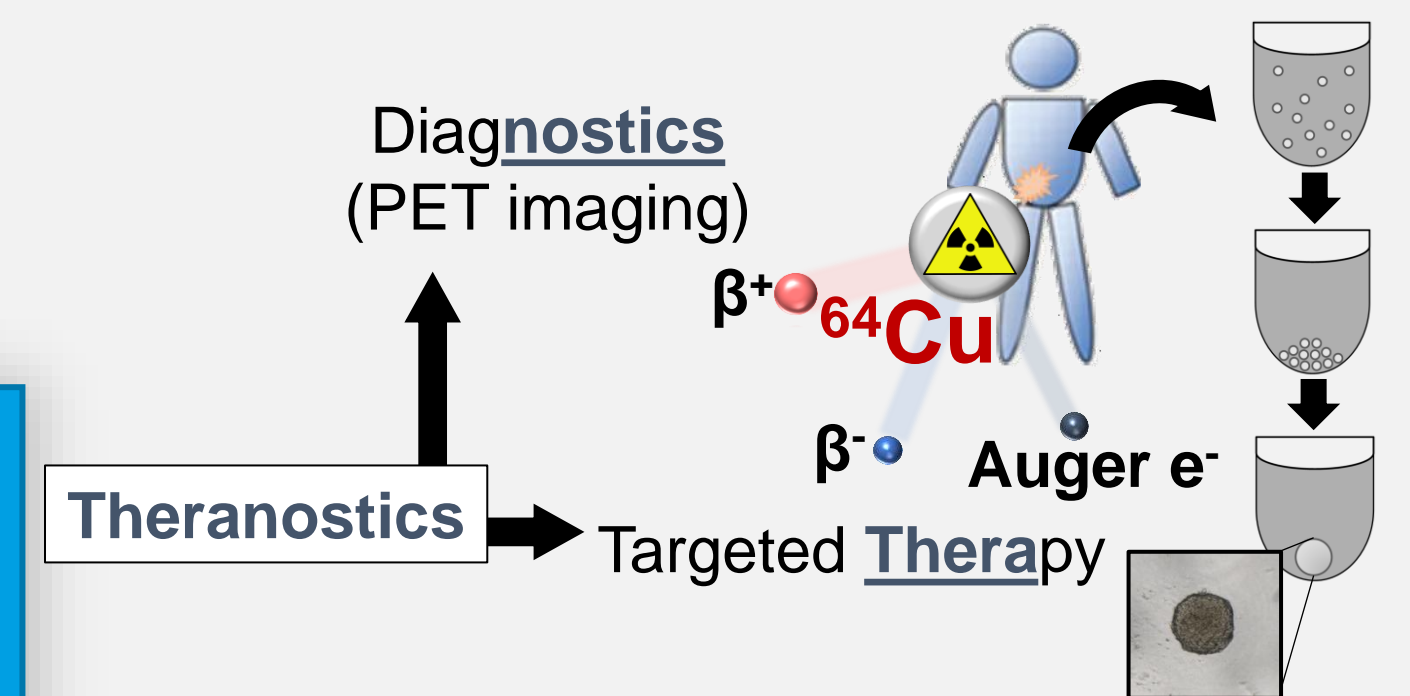 Diagnostics
(PET imaging)
β⁺
⁶⁴Cu
β⁻
Auger e⁻
Theranostics
Targeted Therapy